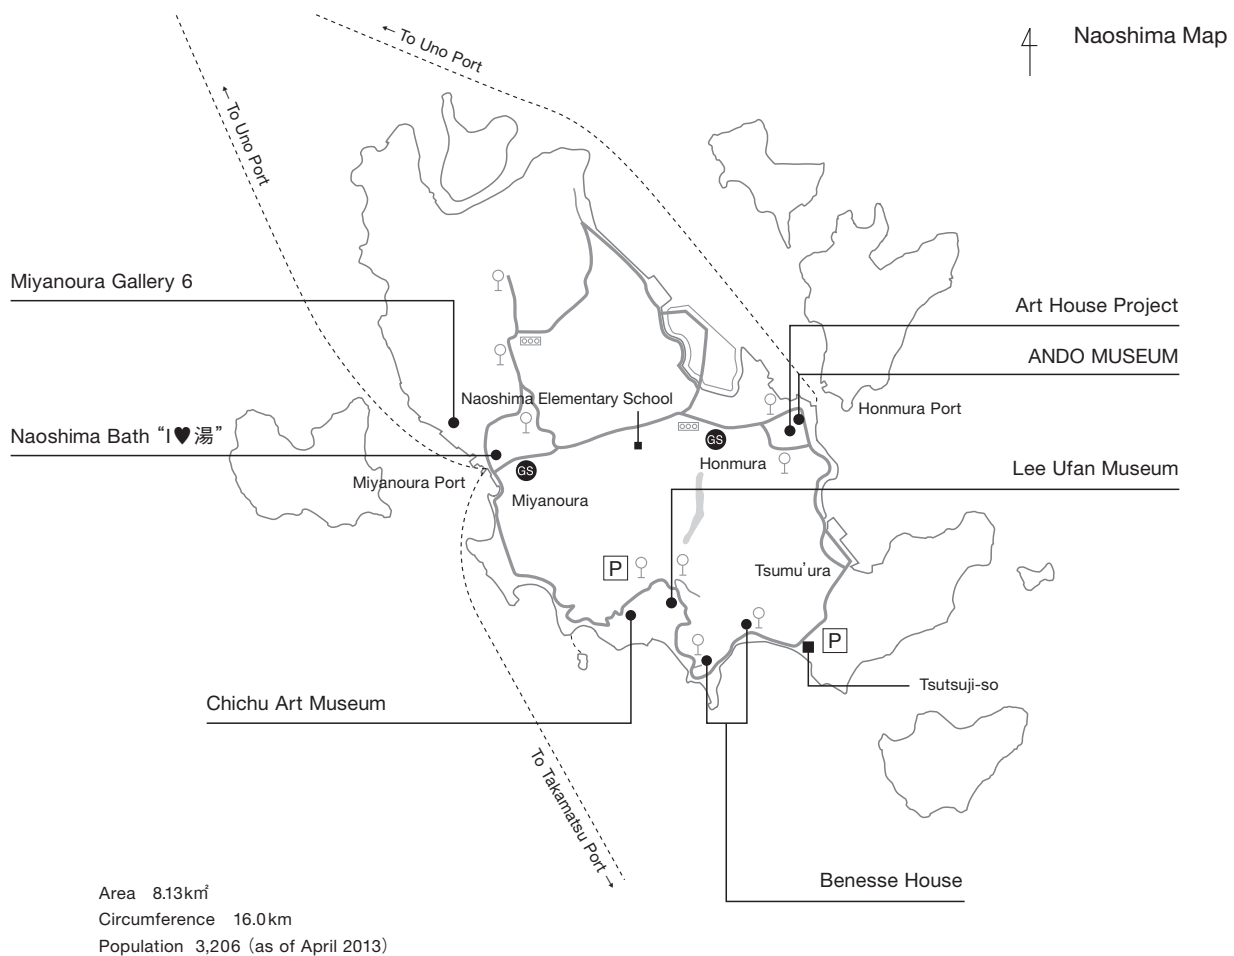 Naoshima Map
← To Uno Port
← To Uno Port
Miyanoura Gallery 6
Art House Project
ANDO MUSEUM
Naoshima Elementary School
Honmura Port
Naoshima Bath “I♥湯”
GS
Honmura
Lee Ufan Museum
GS
Miyanoura Port
Miyanoura
P
Tsumu’ura
P
Tsutsuji-so
Chichu Art Museum
To Takamatsu Port →
Benesse House
Area 8.13k㎡
Circumference 16.0km
Population 3,206 (as of April 2013)